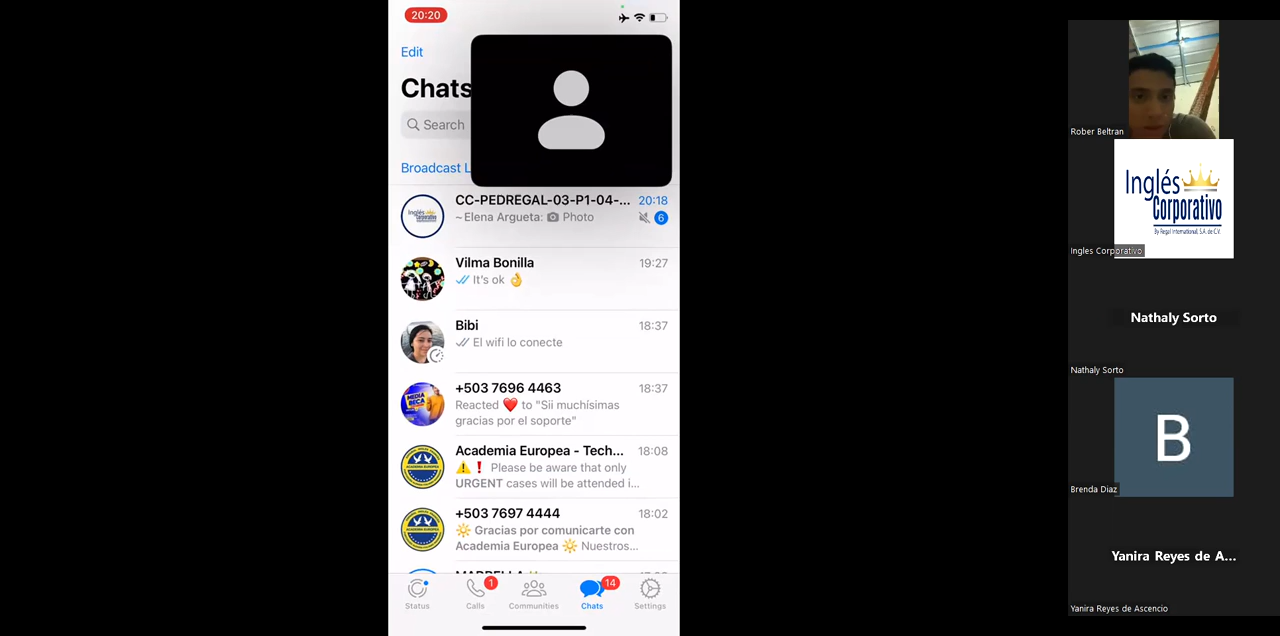 20:20
Edit
Chats
Search
Broadcast L
CC-PEDREGAL-03-P1-04-...
20:18
~Elena Argueta: 📷 Photo
6
Vilma Bonilla
19:27
It's ok 👌
Bibi
18:37
El wifi lo conecte
+503 7696 4463
18:37
Reacted ❤️ to "Sii muchísimas
gracias por el soporte"
Academia Europea - Tech...
18:08
⚠️❗ Please be aware that only
URGENT cases will be attended i...
+503 7697 4444
18:02
☀️ Gracias por comunicarte con
Academia Europea ☀️ Nuestros...
1
14
Status
Calls
Communities
Chats
Settings
Rober Beltran
Inglés
Corporativo
By Regal International, S.A. de C.V.
Ingles Corporativo
Nathaly Sorto
Nathaly Sorto
B
Brenda Diaz
Yanira Reyes de A...
Yanira Reyes de Ascencio